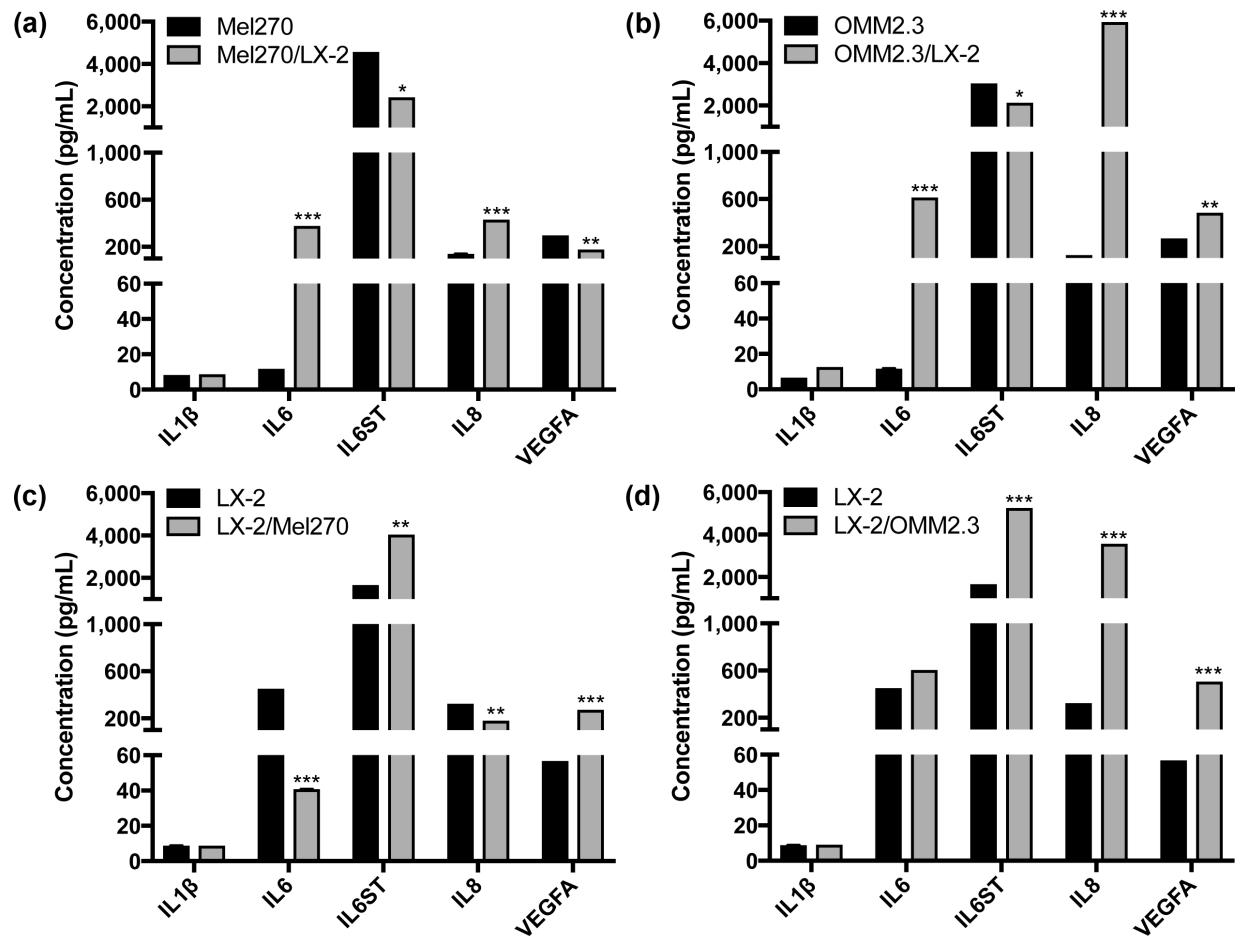 (a)
Mel270
Mel270/LX-2
Concentration (pg/mL)
6,000
4,000
2,000
1,000
600
200
60
40
20
0
*
***
***
**
IL1β
IL6
IL6ST
IL8
VEGFA
(b)
OMM2.3
OMM2.3/LX-2
Concentration (pg/mL)
6,000
4,000
2,000
1,000
600
200
60
40
20
0
***
*
***
**
IL1β
IL6
IL6ST
IL8
VEGFA
(c)
LX-2
LX-2/Mel270
Concentration (pg/mL)
6,000
4,000
2,000
1,000
600
200
60
40
20
0
**
**
***
***
IL1β
IL6
IL6ST
IL8
VEGFA
(d)
LX-2
LX-2/OMM2.3
Concentration (pg/mL)
6,000
4,000
2,000
1,000
600
200
60
40
20
0
***
***
***
IL1β
IL6
IL6ST
IL8
VEGFA